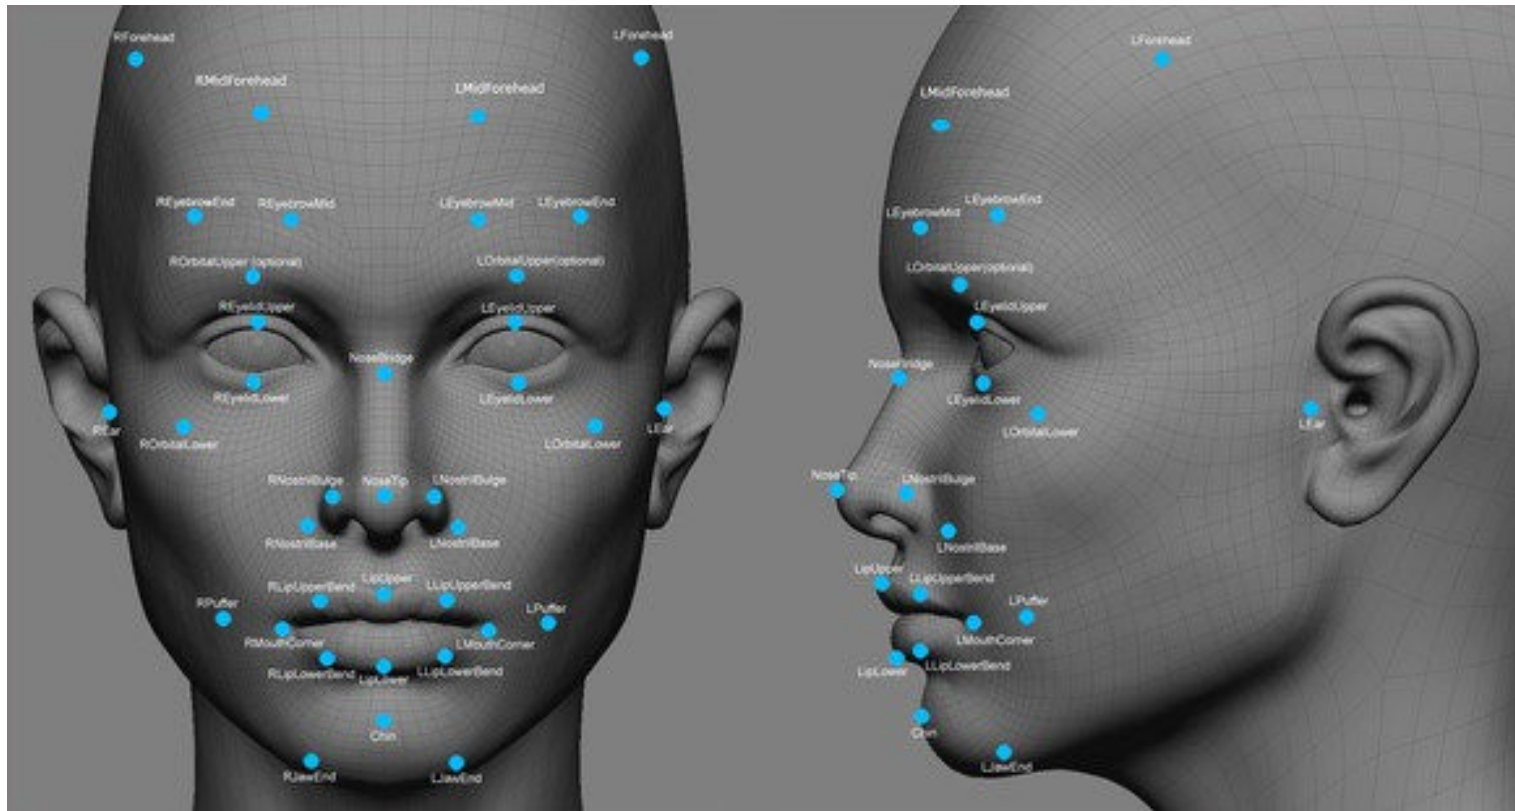 RForehead
LForehead
RMidForehead
LMidForehead
REyebrowEnd
REyebrowMid
LEyebrowMid
LEyebrowEnd
ROrbitalUpper(optional)
LOrbitalUpper(optional)
REyelidUpper
LEyelidUpper
NoseBridge
REyelidLower
LEyelidLower
REar
ROrbitalLower
LOrbitalLower
LEar
RNostrilBulge
NoseTip
LNostrilBulge
RNostrilBase
LNostrilBase
RLipUpperBend
LipUpper
LLipUpperBend
RPuffer
LPuffer
RMouthCorner
LMouthCorner
RLipLowerBend
LipLower
LLipLowerBend
Chin
RJawEnd
LJawEnd
LForehead
LMidForehead
LEyebrowEnd
LEyebrowMid
LOrbitalUpper(optional)
LEyelidUpper
NoseBridge
LEyelidLower
LOrbitalLower
LEar
NoseTip
LNostrilBulge
LNostrilBase
LipUpper
LLipUpperBend
LPuffer
LMouthCorner
LipLower
LLipLowerBend
Chin
LJawEnd